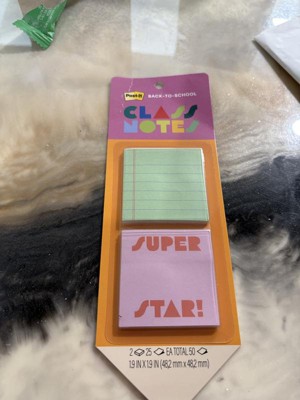 Post-it BACK-TO-SCHOOL
CLASS
NOTES
SUPER
STAR!
2 25 EA TOTAL 50
1.9 IN X 1.9 IN (48,2 mm x 48,2 mm)